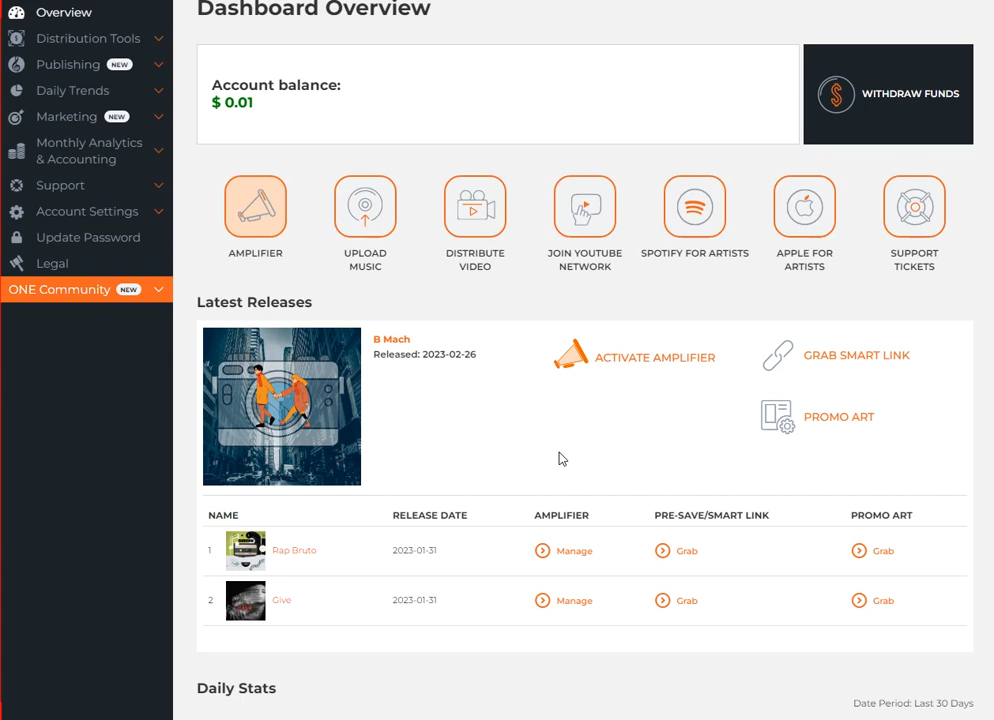 Overview
Distribution Tools
Publishing NEW
Daily Trends
Marketing NEW
Monthly Analytics
& Accounting
Support
Account Settings
Update Password
Legal
ONE Community NEW
Dashboard Overview
Account balance:
$ 0.01
WITHDRAW FUNDS
AMPLIFIER
UPLOAD
MUSIC
DISTRIBUTE
VIDEO
JOIN YOUTUBE
NETWORK
SPOTIFY FOR ARTISTS
APPLE FOR
ARTISTS
SUPPORT
TICKETS
Latest Releases
B Mach
Released: 2023-02-26
ACTIVATE AMPLIFIER
GRAB SMART LINK
PROMO ART
NAME RELEASE DATE AMPLIFIER PRE-SAVE/SMART LINK PROMO ART
1 Rap Bruto 2023-01-31 Manage Grab Grab
2 Give 2023-01-31 Manage Grab Grab
Daily Stats
Date Period: Last 30 Days